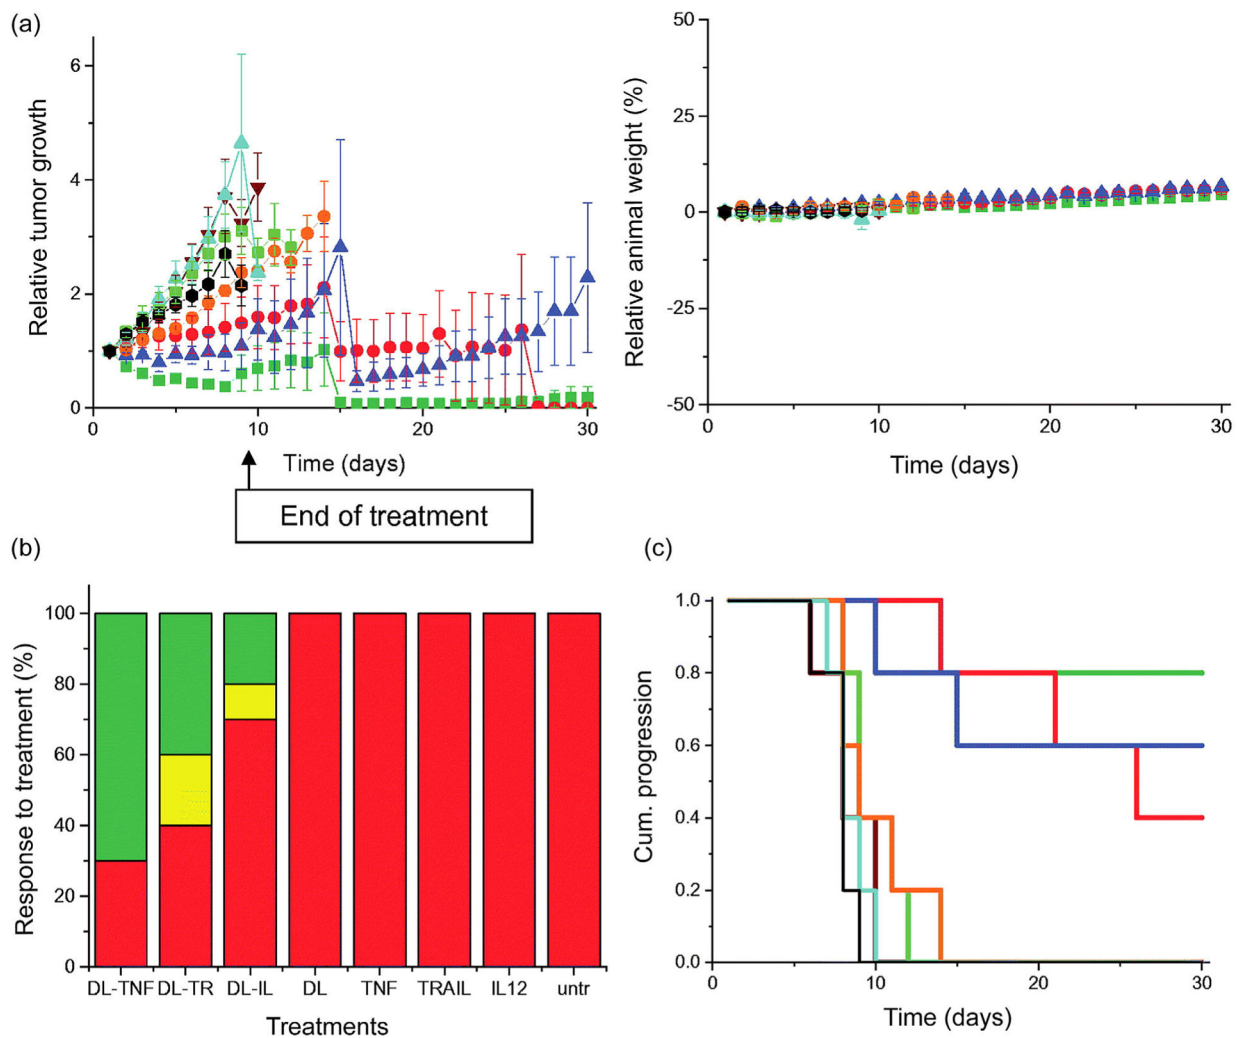 (a)
Relative tumor growth
6
4
2
0
0
10
20
30
Time (days)
End of treatment
Relative animal weight (%)
50
25
0
-25
-50
0
10
20
30
Time (days)
(b)
Response to treatment (%)
100
80
60
40
20
0
DL-TNF DL-TR DL-IL DL TNF TRAIL IL12 untr
Treatments
(c)
Cum. progression
1.0
0.8
0.6
0.4
0.2
0.0
0
10
20
30
Time (days)